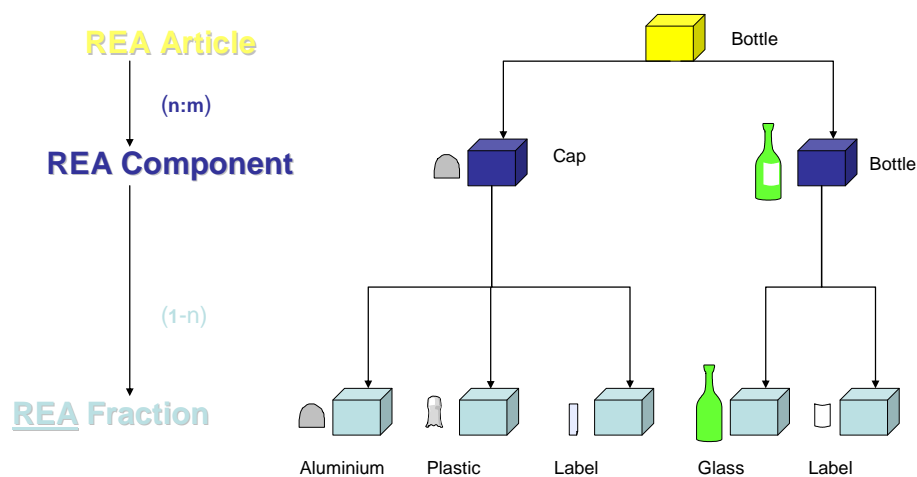 REA Article
Bottle
(n:m)
REA Component
Cap
Bottle
(1-n)
REA Fraction
Aluminium
Plastic
Label
Glass
Label